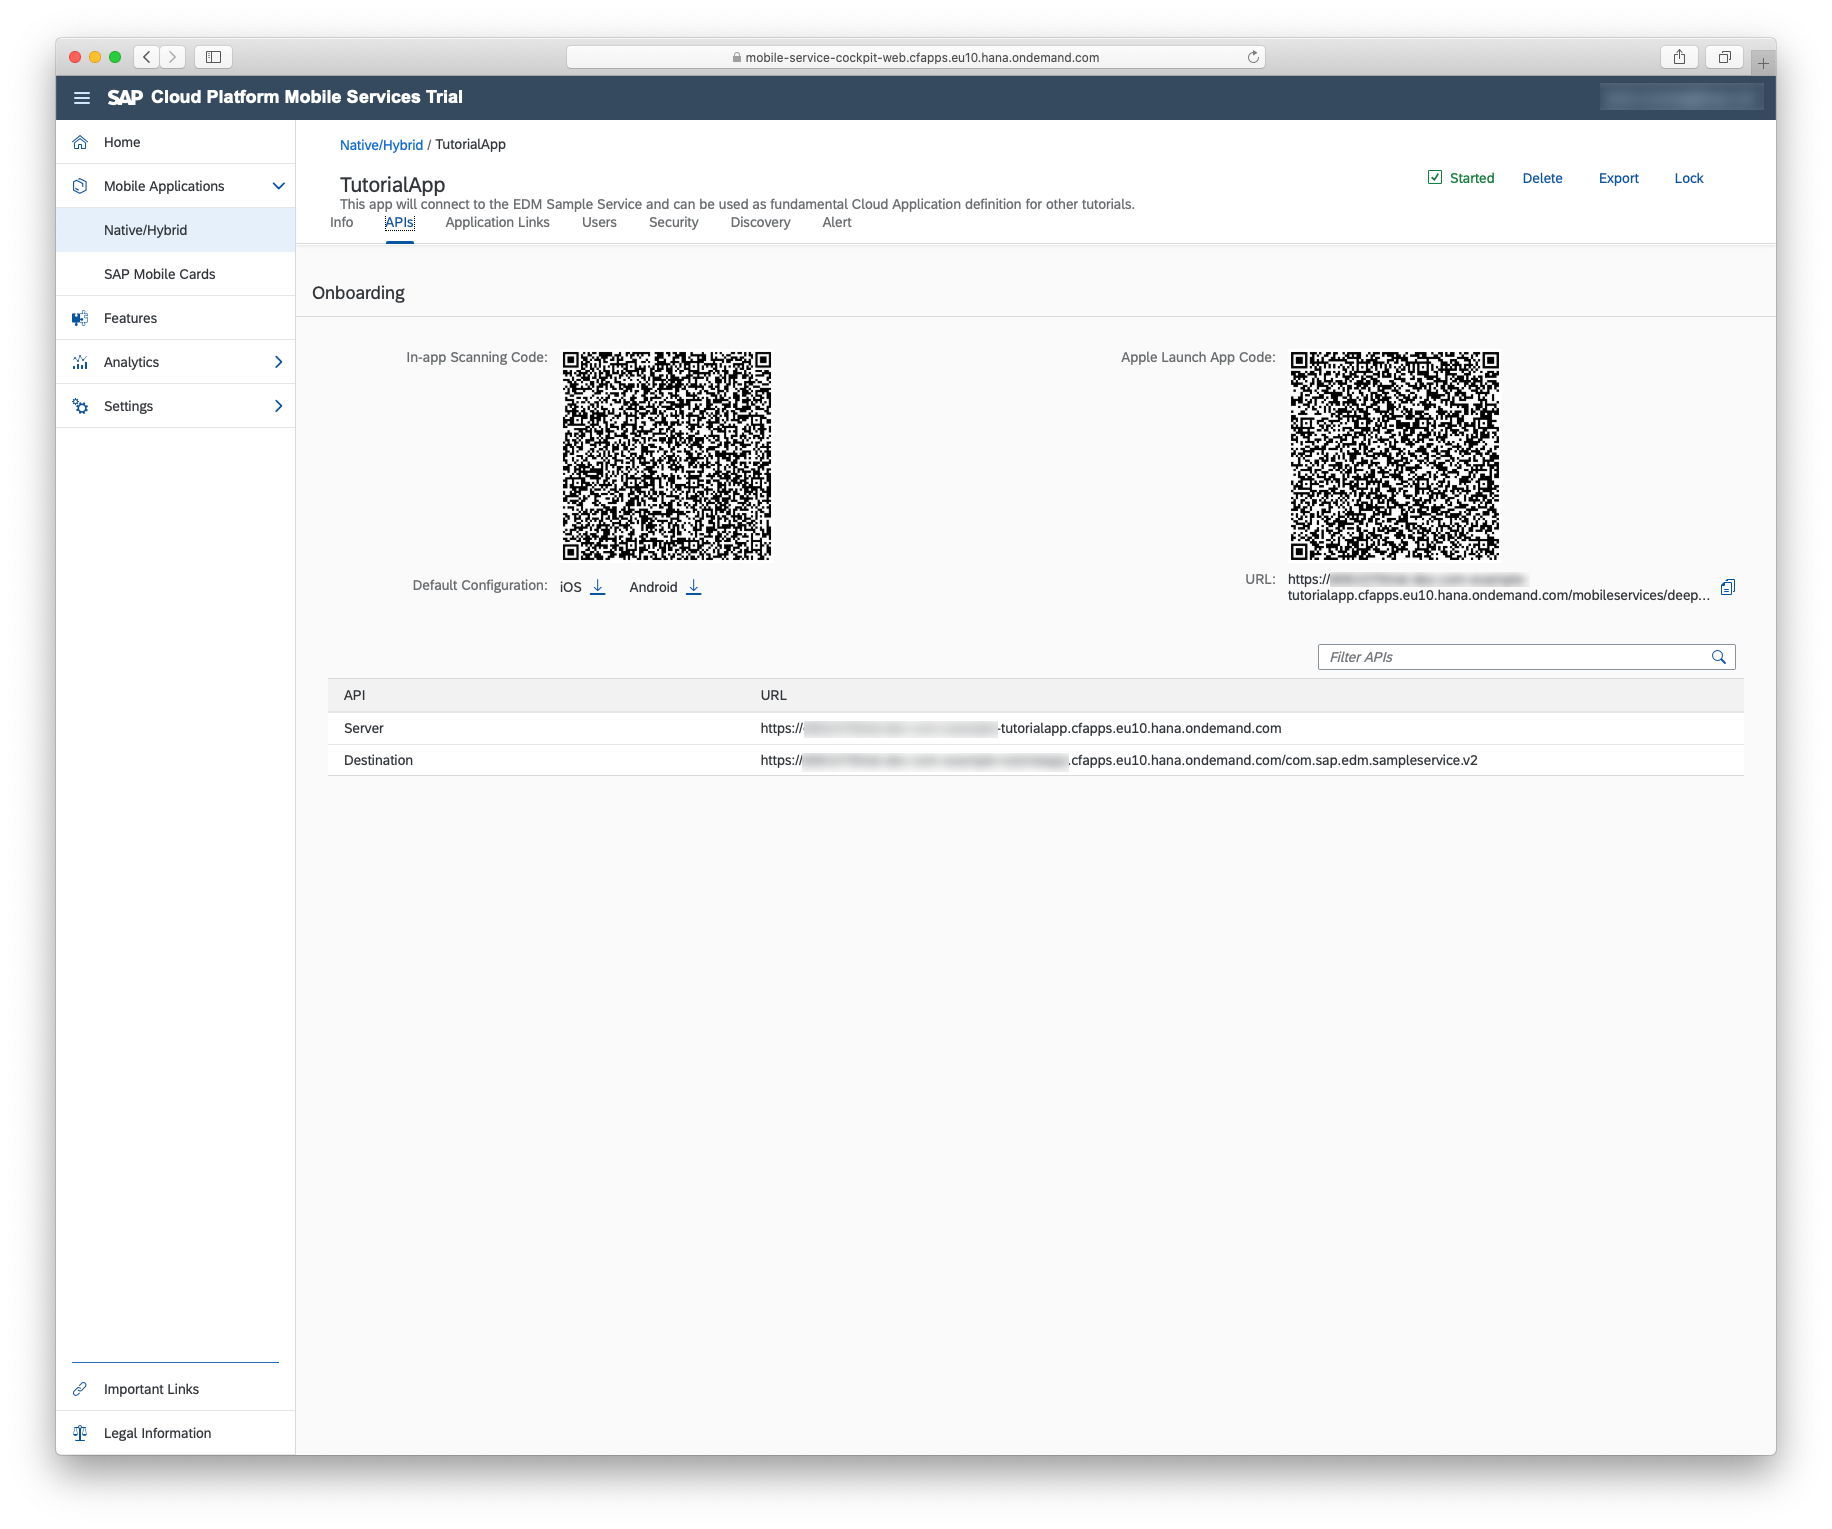 mobile-service-cockpit-web.cfapps.eu10.hana.ondemand.com
SAP Cloud Platform Mobile Services Trial
Home
Mobile Applications
Native/Hybrid
SAP Mobile Cards
Features
Analytics
Settings
Important Links
Legal Information
Native/Hybrid / TutorialApp
TutorialApp
Started Delete Export Lock
This app will connect to the EDM Sample Service and can be used as fundamental Cloud Application definition for other tutorials.
Info APIs Application Links Users Security Discovery Alert
Onboarding
In-app Scanning Code: Apple Launch App Code:
Default Configuration: iOS Android
URL: https://
tutorialapp.cfapps.eu10.hana.ondemand.com/mobileservices/deep...
Filter APIs
API URL
Server https:// -tutorialapp.cfapps.eu10.hana.ondemand.com
Destination https:// .cfapps.eu10.hana.ondemand.com/com.sap.edm.sampleservice.v2